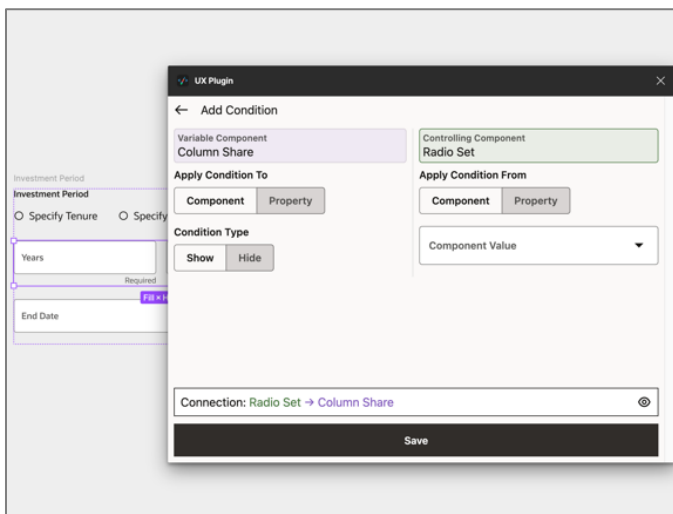 UX Plugin
Add Condition
Variable Component
Column Share
Controlling Component
Radio Set
Apply Condition To
Component Property
Apply Condition From
Component Property
Condition Type
Show Hide
Component Value
Connection: Radio Set → Column Share
Save
Investment Period
Investment Period
Specify Tenure Specify
Years
Required
Fill × H
End Date